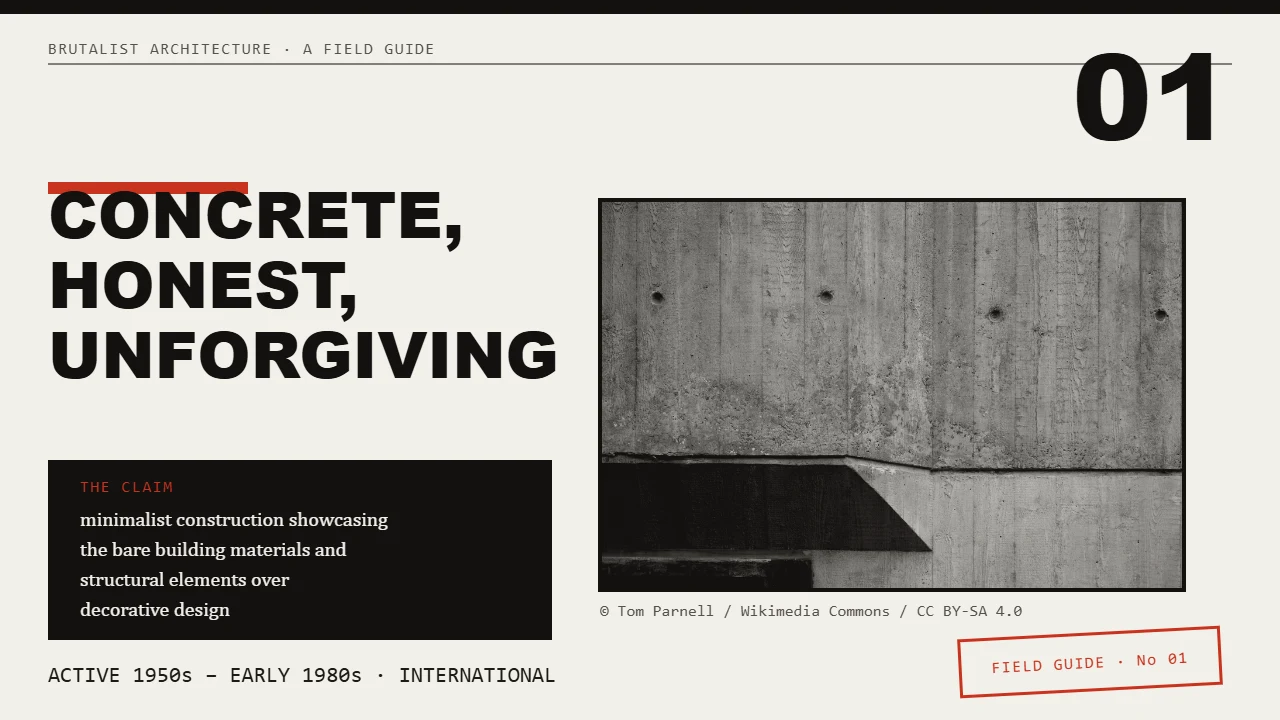 BRUTALIST ARCHITECTURE · A FIELD GUIDE
01
CONCRETE,
HONEST,
UNFORGIVING
THE CLAIM
minimalist construction showcasing
the bare building materials and
structural elements over
decorative design
ACTIVE 1950s – EARLY 1980s · INTERNATIONAL
© Tom Parnell / Wikimedia Commons / CC BY-SA 4.0
FIELD GUIDE · No 01